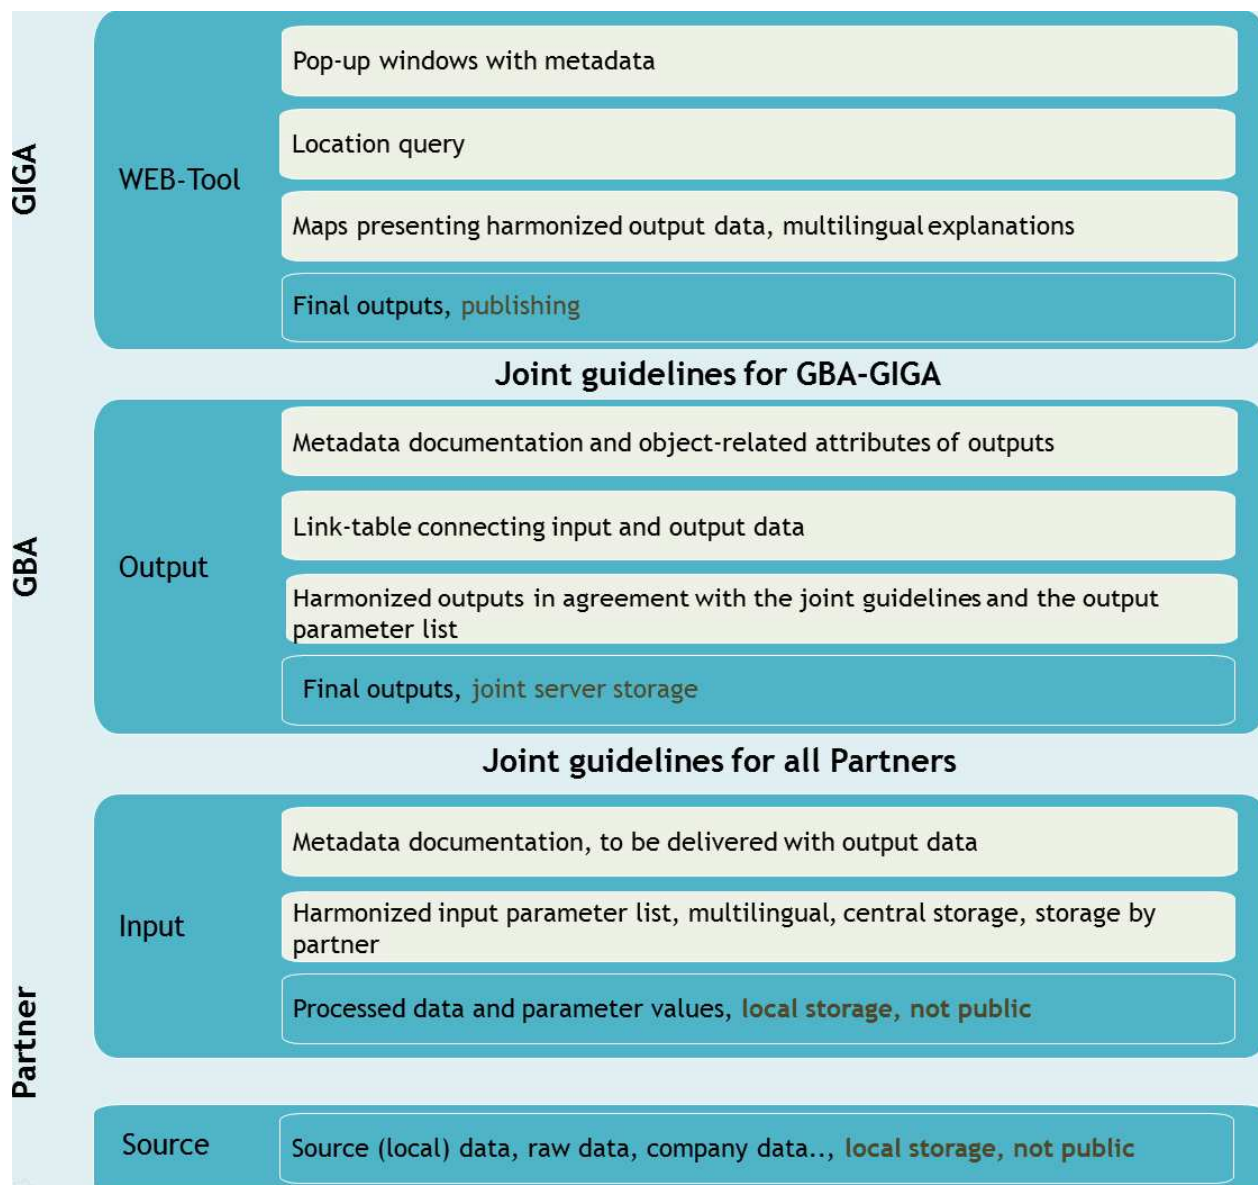 GIGA
WEB-Tool
Pop-up windows with metadata
Location query
Maps presenting harmonized output data, multilingual explanations
Final outputs, publishing
Joint guidelines for GBA-GIGA
GBA
Output
Metadata documentation and object-related attributes of outputs
Link-table connecting input and output data
Harmonized outputs in agreement with the joint guidelines and the output
parameter list
Final outputs, joint server storage
Joint guidelines for all Partners
Partner
Input
Metadata documentation, to be delivered with output data
Harmonized input parameter list, multilingual, central storage, storage by
partner
Processed data and parameter values, local storage, not public
Source
Source (local) data, raw data, company data.., local storage, not public